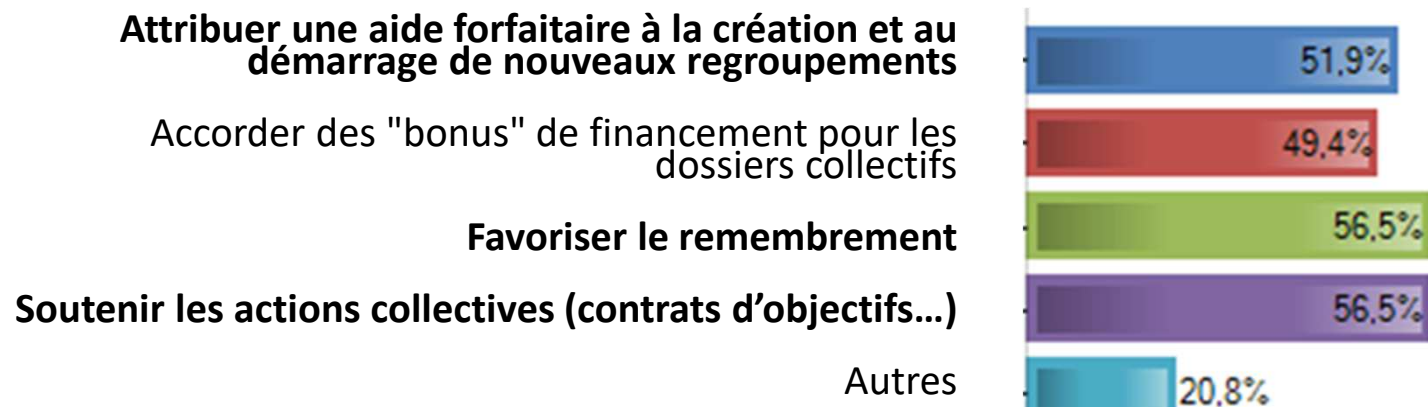 Attribuer une aide forfaitaire à la création et au
démarrage de nouveaux regroupements
51,9%
Accorder des "bonus" de financement pour les
dossiers collectifs
49,4%
Favoriser le remembrement
56,5%
Soutenir les actions collectives (contrats d’objectifs…)
56,5%
Autres
20,8%